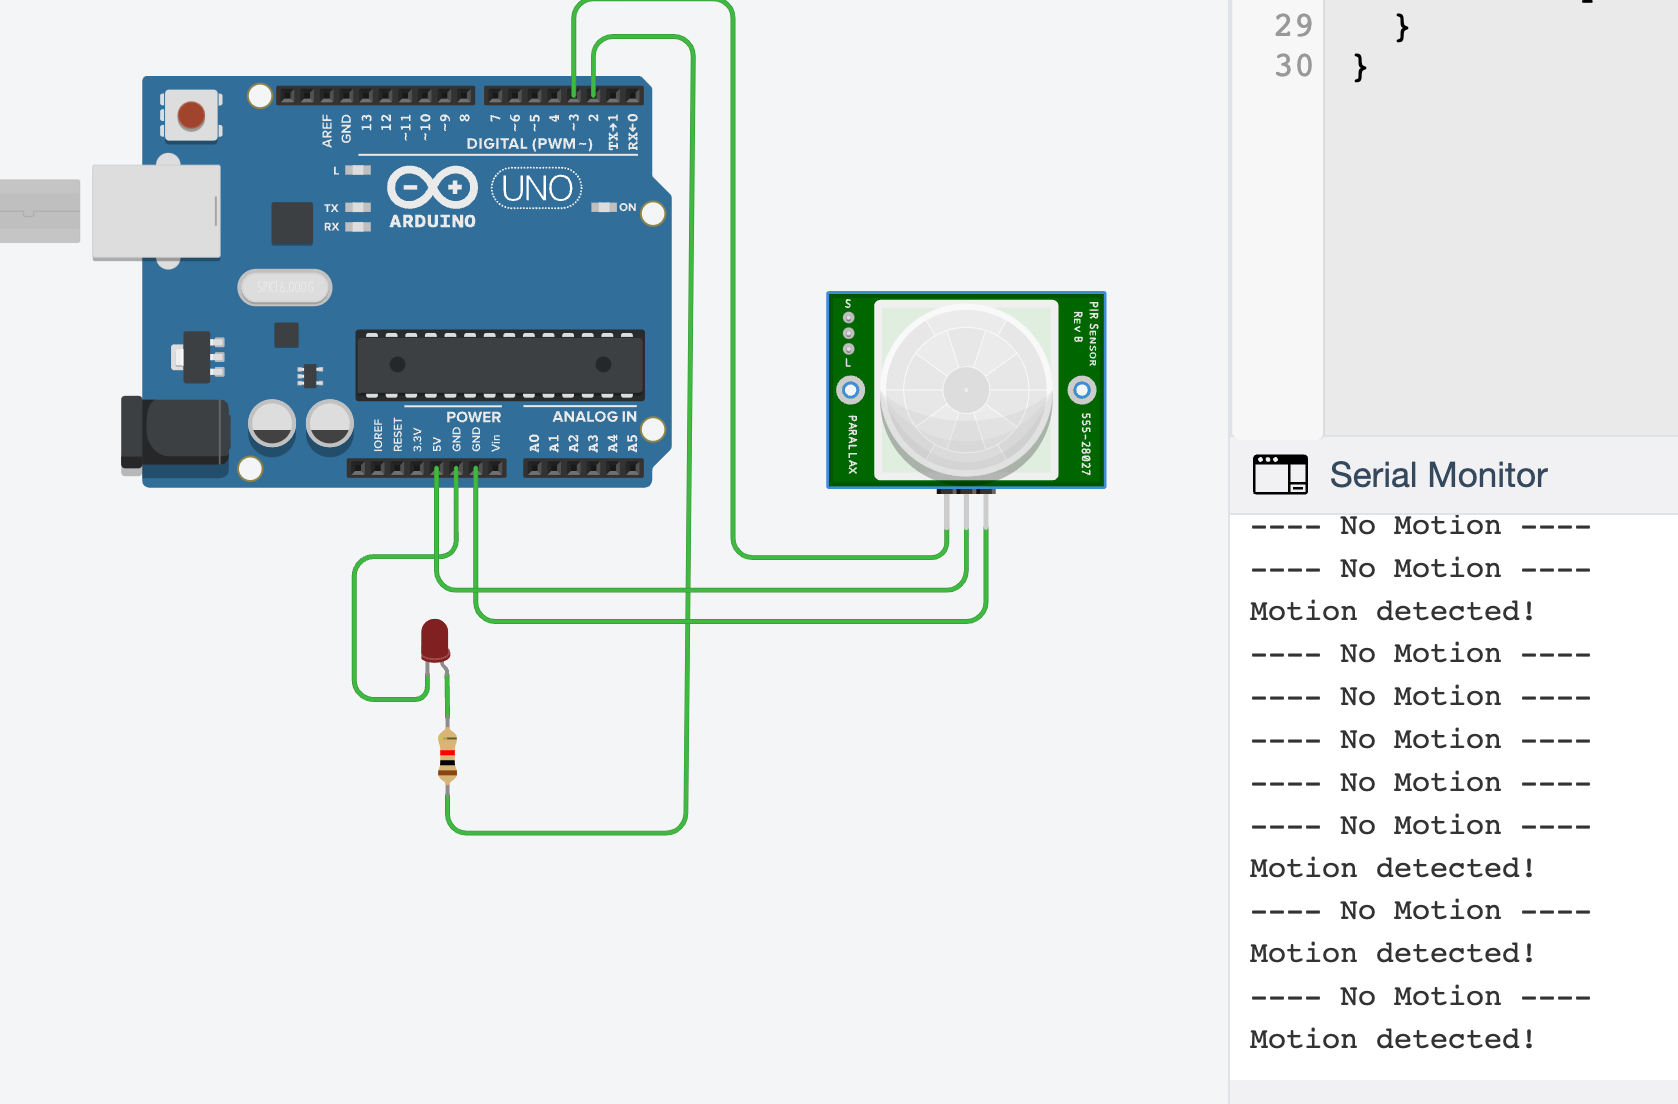 29 }
30 }
AREF
GND
13
12
~11
~10
~9
8
7
~6
~5
4
~3
2
TX→1
RX←0
DIGITAL (PWM~)
L
TX
RX
ARDUINO
UNO
ON
SPK16.000G
POWER
ANALOG IN
IOREF
RESET
3.3V
5V
GND
GND
Vin
A0
A1
A2
A3
A4
A5
S
L
PARALLAX
PIR SENSOR
REV B
555-28027
Serial Monitor
---- No Motion ----
---- No Motion ----
Motion detected!
---- No Motion ----
---- No Motion ----
---- No Motion ----
---- No Motion ----
---- No Motion ----
Motion detected!
---- No Motion ----
Motion detected!
---- No Motion ----
Motion detected!